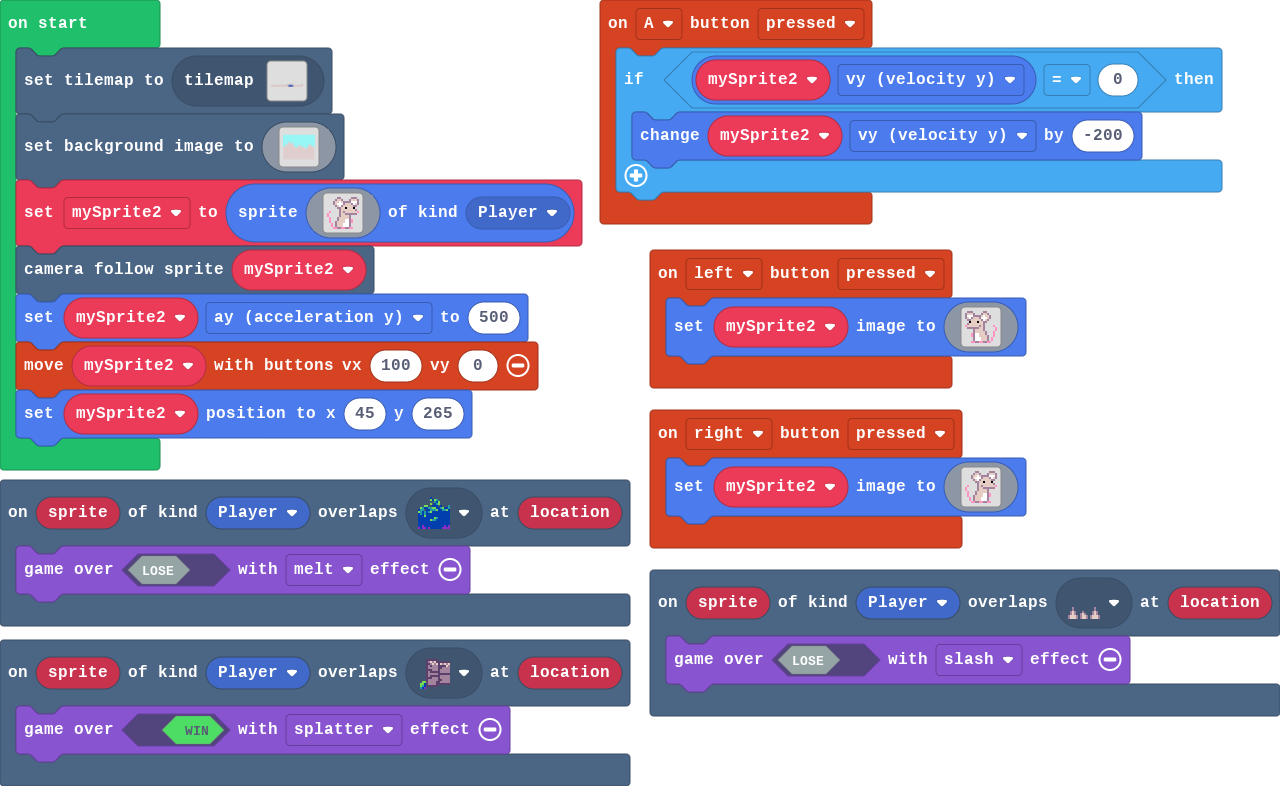 on start
set tilemap to tilemap
set background image to
set mySprite2 to sprite of kind Player
camera follow sprite mySprite2
set mySprite2 ay (acceleration y) to 500
move mySprite2 with buttons vx 100 vy 0
set mySprite2 position to x 45 y 265
on sprite of kind Player overlaps at location
game over LOSE with melt effect
on sprite of kind Player overlaps at location
game over WIN with splatter effect
on A button pressed
if mySprite2 vy (velocity y) = 0 then
change mySprite2 vy (velocity y) by -200
on left button pressed
set mySprite2 image to
on right button pressed
set mySprite2 image to
on sprite of kind Player overlaps at location
game over LOSE with slash effect